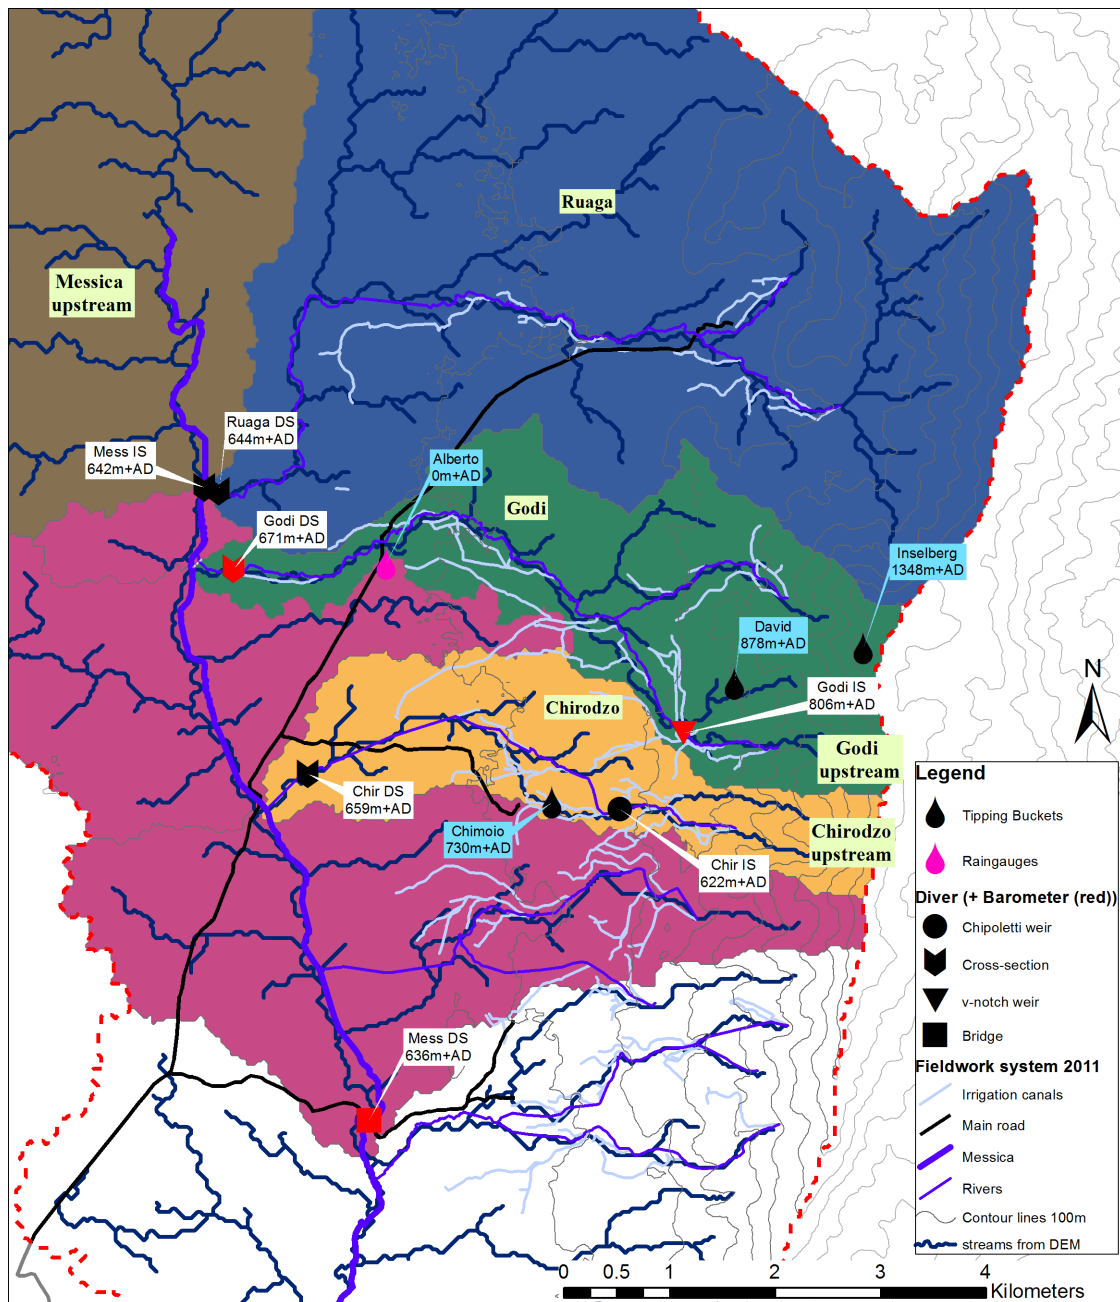 Ruaga
Messica
upstream
Ruaga DS
644m+AD
Mess IS
642m+AD
Alberto
0m+AD
Godi
Godi DS
671m+AD
Inselberg
1348m+AD
David
878m+AD
Godi IS
806m+AD
Chirodzo
Godi
upstream
Chir DS
659m+AD
Chimoio
730m+AD
Chirodzo
upstream
Chir IS
622m+AD
Mess DS
636m+AD
N
Legend
Tipping Buckets
Raingauges
Diver (+ Barometer (red))
Chipoletti weir
Cross-section
v-notch weir
Bridge
Fieldwork system 2011
Irrigation canals
Main road
Messica
Rivers
Contour lines 100m
streams from DEM
0 0.5 1 2 3 4
Kilometers